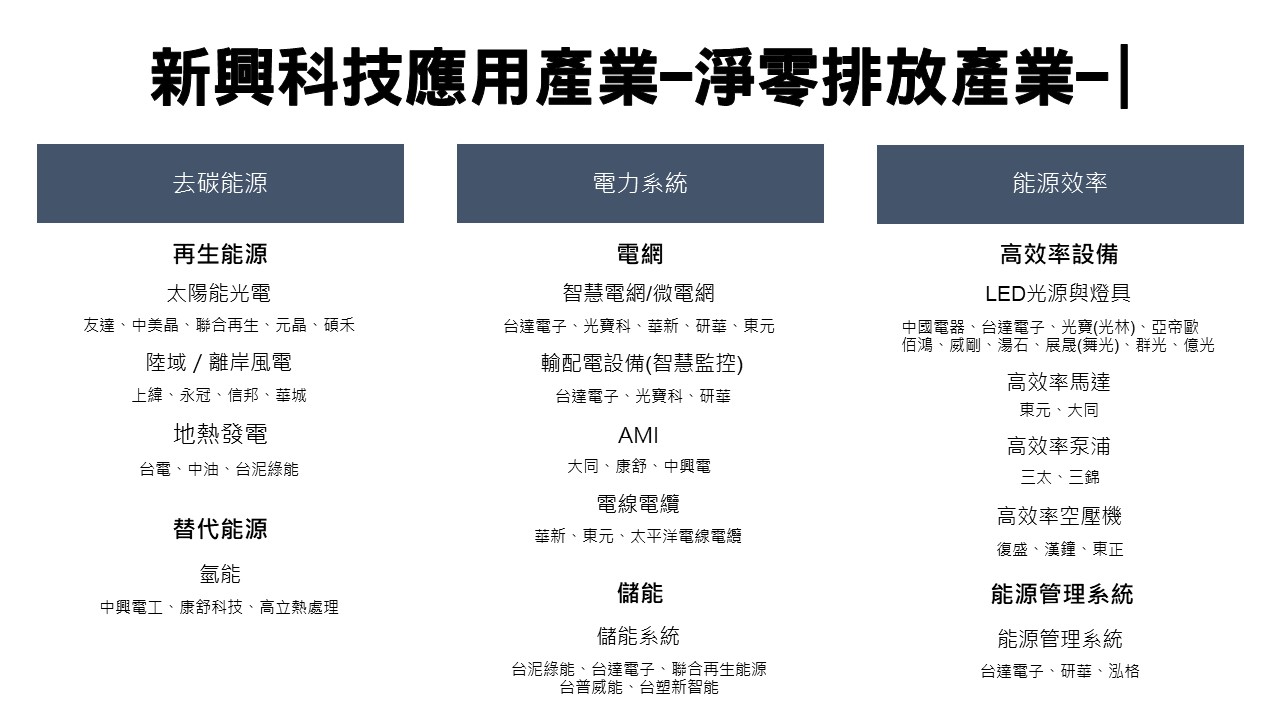 新興科技應用產業–淨零排放產業–|
去碳能源
再生能源
太陽能光電
友達、中美晶、聯合再生、元晶、碩禾
陸域 / 離岸風電
上緯、永冠、信邦、華城
地熱發電
台電、中油、台泥綠能
替代能源
氫能
中興電工、康舒科技、高立熱處理
電力系統
電網
智慧電網/微電網
台達電子、光寶科、華新、研華、東元
輸配電設備(智慧監控)
台達電子、光寶科、研華
AMI
大同、康舒、中興電
電線電纜
華新、東元、太平洋電線電纜
儲能
儲能系統
台泥綠能、台達電子、聯合再生能源
台普威能、台塑新智能
能源效率
高效率設備
LED光源與燈具
中國電器、台達電子、光寶(光林)、亞帝歐
佰鴻、威剛、湯石、展晟(舞光)、群光、億光
高效率馬達
東元、大同
高效率泵浦
三太、三錦
高效率空壓機
復盛、漢鐘、東正
能源管理系統
能源管理系統
台達電子、研華、泓格